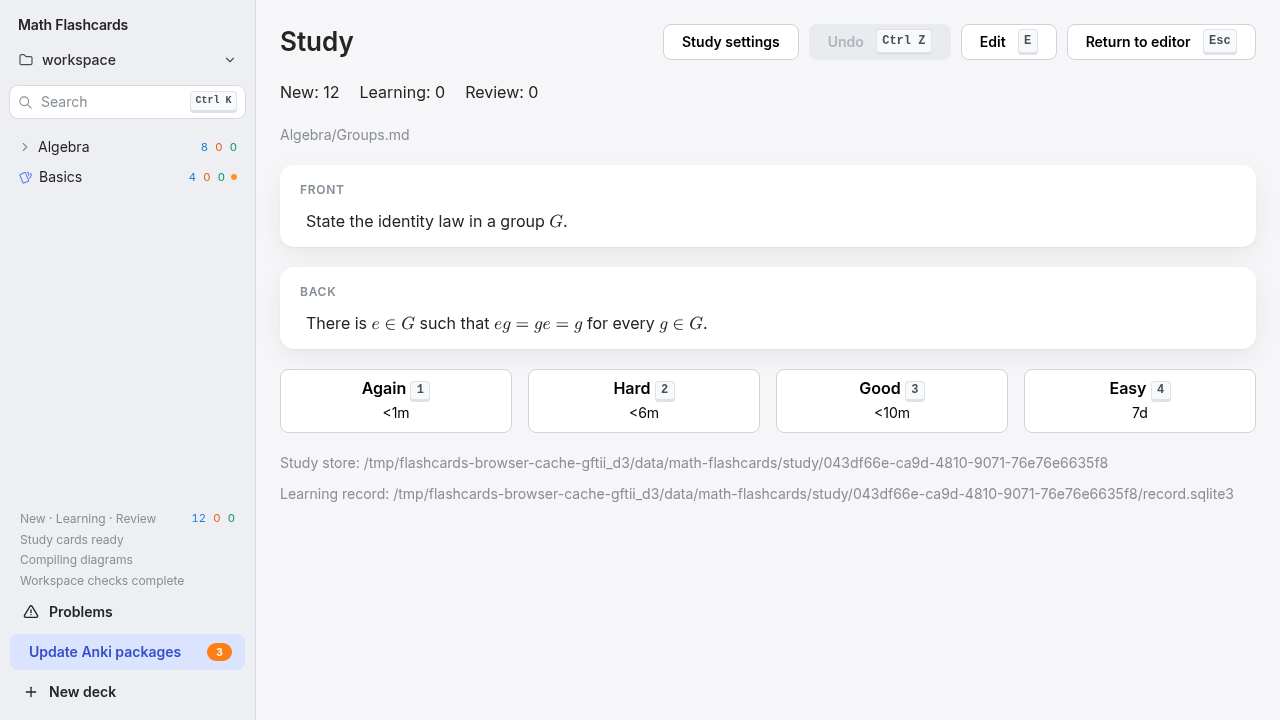 Math Flashcards
workspace
Search Ctrl K
Algebra 8 0 0
Basics 4 0 0
New · Learning · Review 12 0 0
Study cards ready
Compiling diagrams
Workspace checks complete
Problems
Update Anki packages 3
New deck
Study
Study settings Undo Ctrl Z Edit E Return to editor Esc
New: 12 Learning: 0 Review: 0
Algebra/Groups.md
FRONT
State the identity law in a group G.
BACK
There is e ∈ G such that eg = ge = g for every g ∈ G.
Again 1 Hard 2 Good 3 Easy 4
<1m <6m <10m 7d
Study store: /tmp/flashcards-browser-cache-gftii_d3/data/math-flashcards/study/043df66e-ca9d-4810-9071-76e76e6635f8
Learning record: /tmp/flashcards-browser-cache-gftii_d3/data/math-flashcards/study/043df66e-ca9d-4810-9071-76e76e6635f8/record.sqlite3